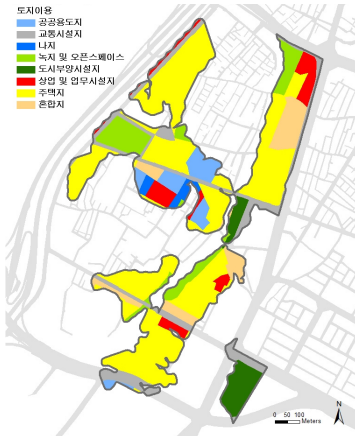 토지이용
공공용도지
교통시설지
나지
녹지 및 오픈스페이스
도시부양시설지
상업 및 업무시설지
주택지
혼합지
N
0 50 100
Meters